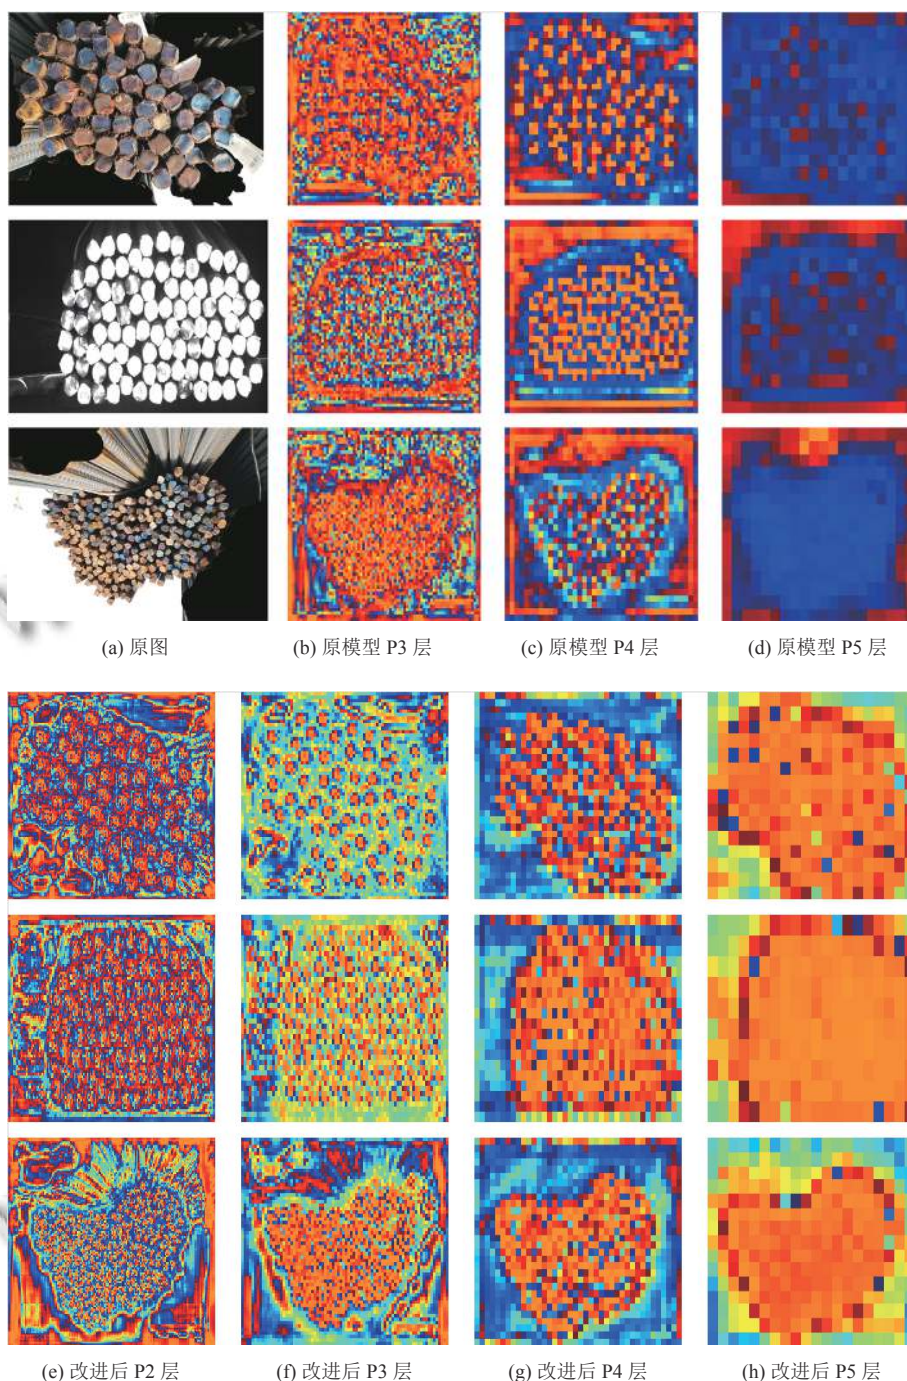 (a) 原图
(b) 原模型 P3 层
(c) 原模型 P4 层
(d) 原模型 P5 层
(e) 改进后 P2 层
(f) 改进后 P3 层
(g) 改进后 P4 层
(h) 改进后 P5 层